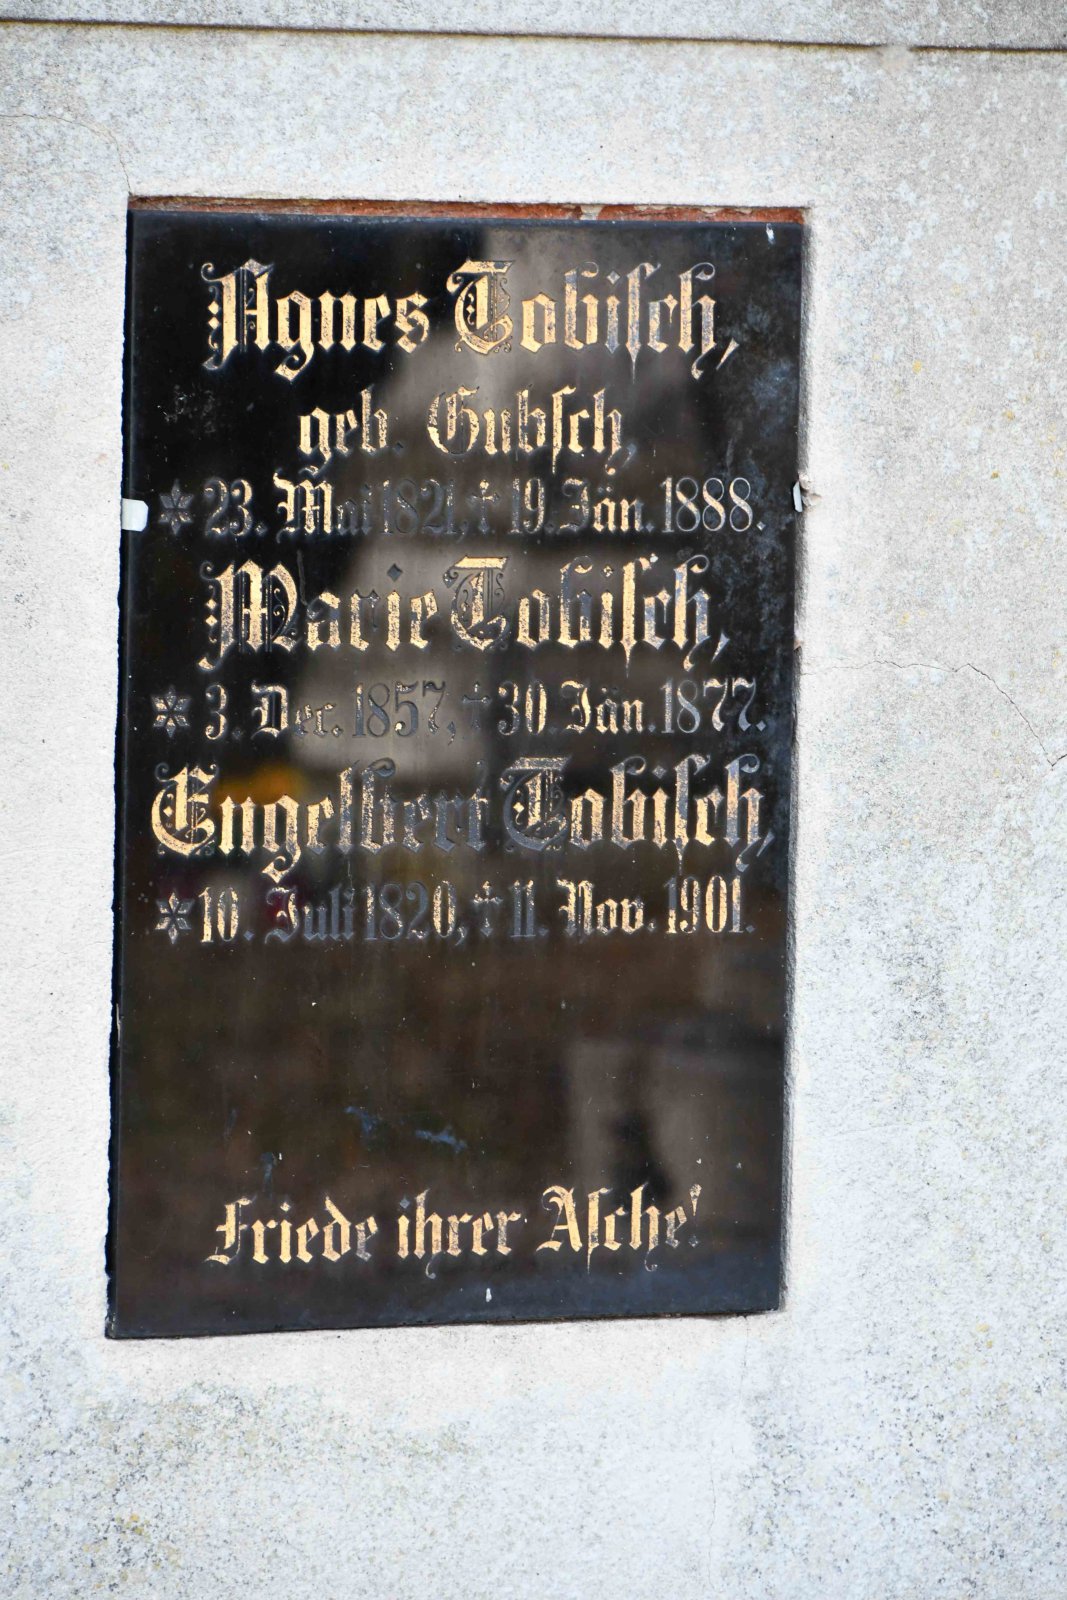 Agnes Tobiſch,
geb. Gubſch,
* 23. Mai 1821, † 19. Jän. 1888.
Marie Tobiſch,
* 3. Dec. 1857, † 30. Jän. 1877.
Engelbert Tobiſch,
* 10. Juli 1820, † 11. Nov. 1901.
Friede ihrer Aſche!